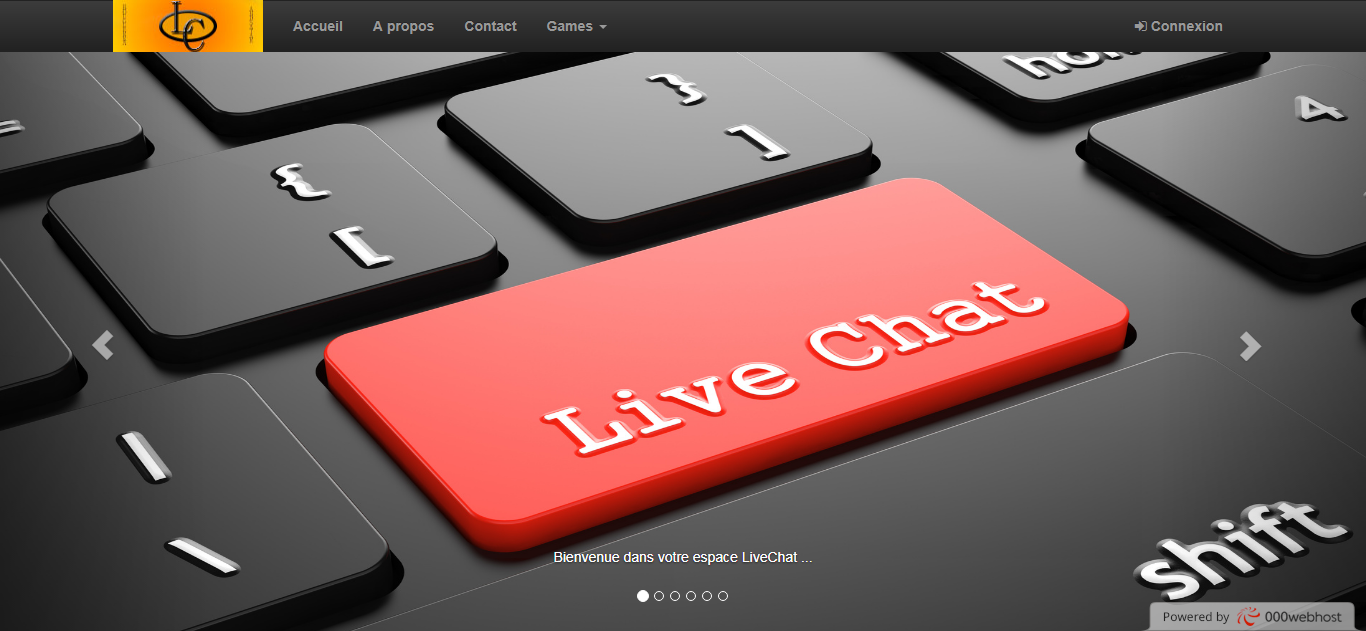 LC
Accueil
A propos
Contact
Games
Connexion
hom
4
}
]
{
[
Live Chat
|
\
shift
Bienvenue dans votre espace LiveChat ...
Powered by 000webhost